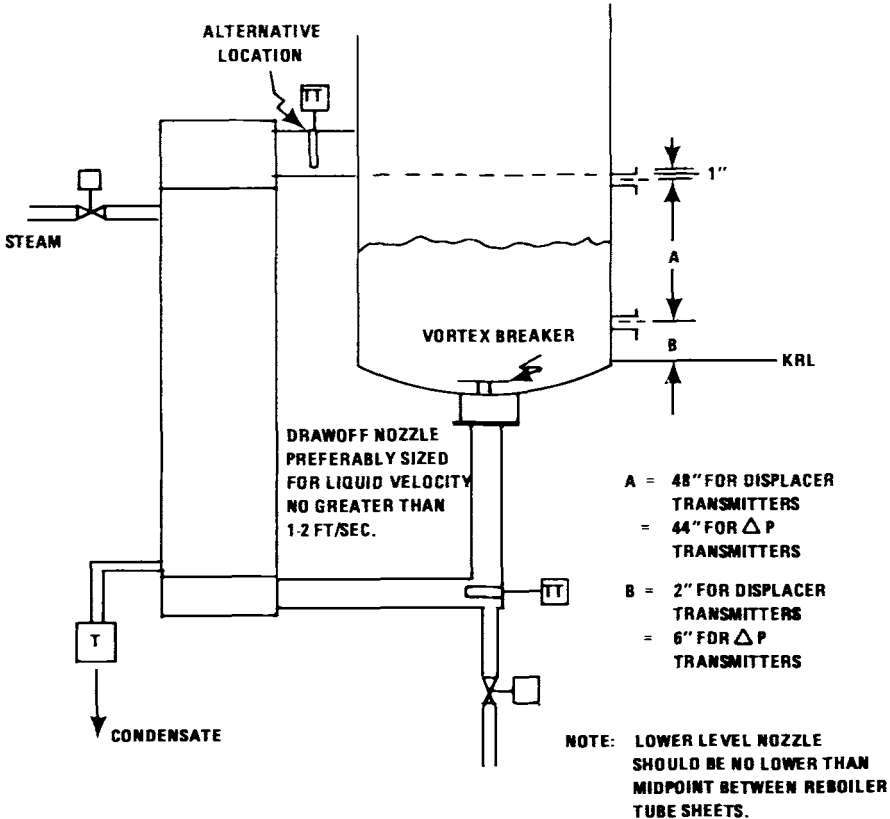 ALTERNATIVE
LOCATION
TT
1"
STEAM
A
VORTEX BREAKER
B
KRL
DRAWOFF NOZZLE
PREFERABLY SIZED
FOR LIQUID VELOCITY
NO GREATER THAN
1-2 FT/SEC.
A = 48" FOR DISPLACER
TRANSMITTERS
= 44" FOR △ P
TRANSMITTERS
TT
B = 2" FOR DISPLACER
TRANSMITTERS
= 6" FOR △ P
TRANSMITTERS
T
CONDENSATE
NOTE: LOWER LEVEL NOZZLE
SHOULD BE NO LOWER THAN
MIDPOINT BETWEEN REBOILER
TUBE SHEETS.